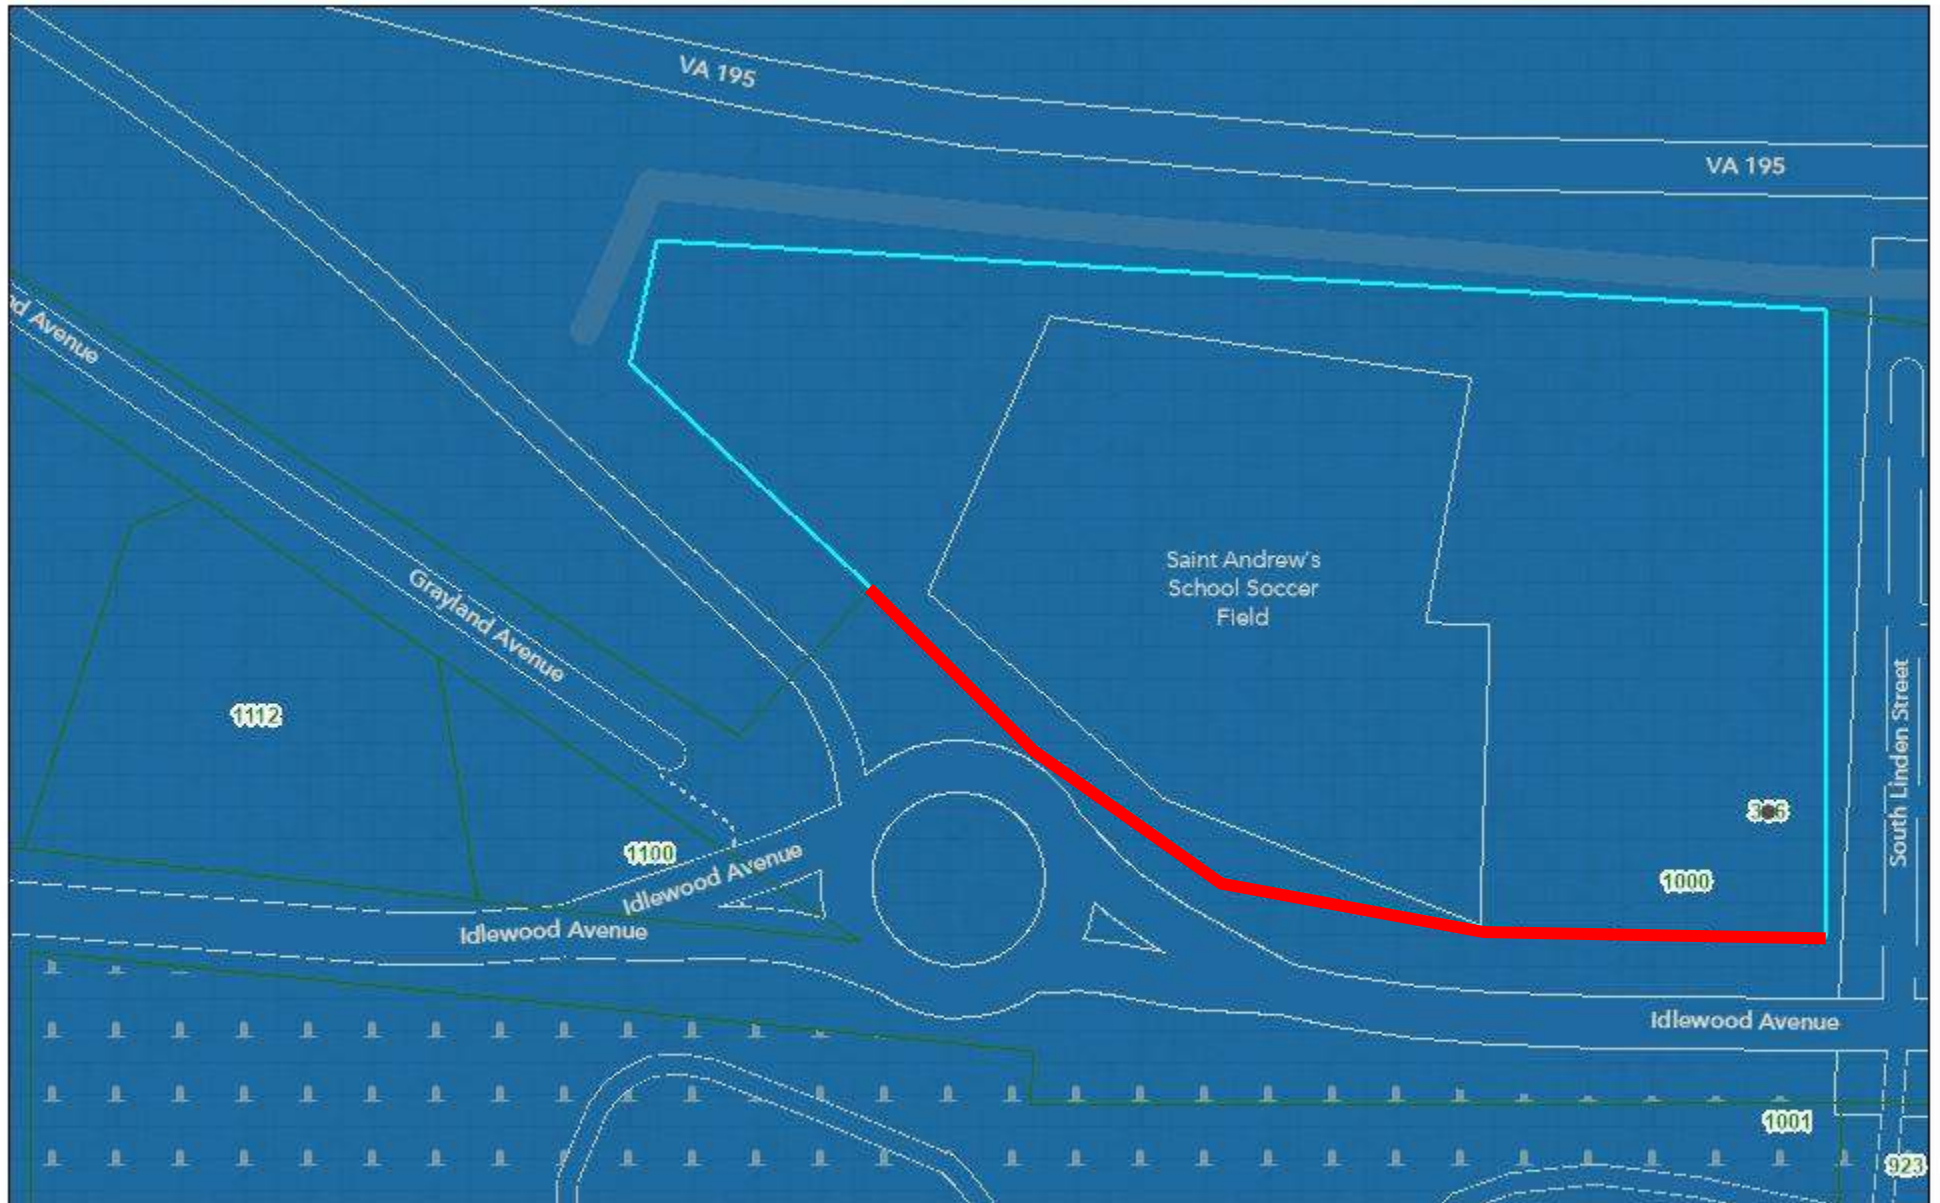 VA 195
VA 195
Avenue
Grayland Avenue
Saint Andrew's
School Soccer
Field
1112
South Linden Street
1100
Idlewood Avenue
1000
Idlewood Avenue
Idlewood Avenue
1001
923